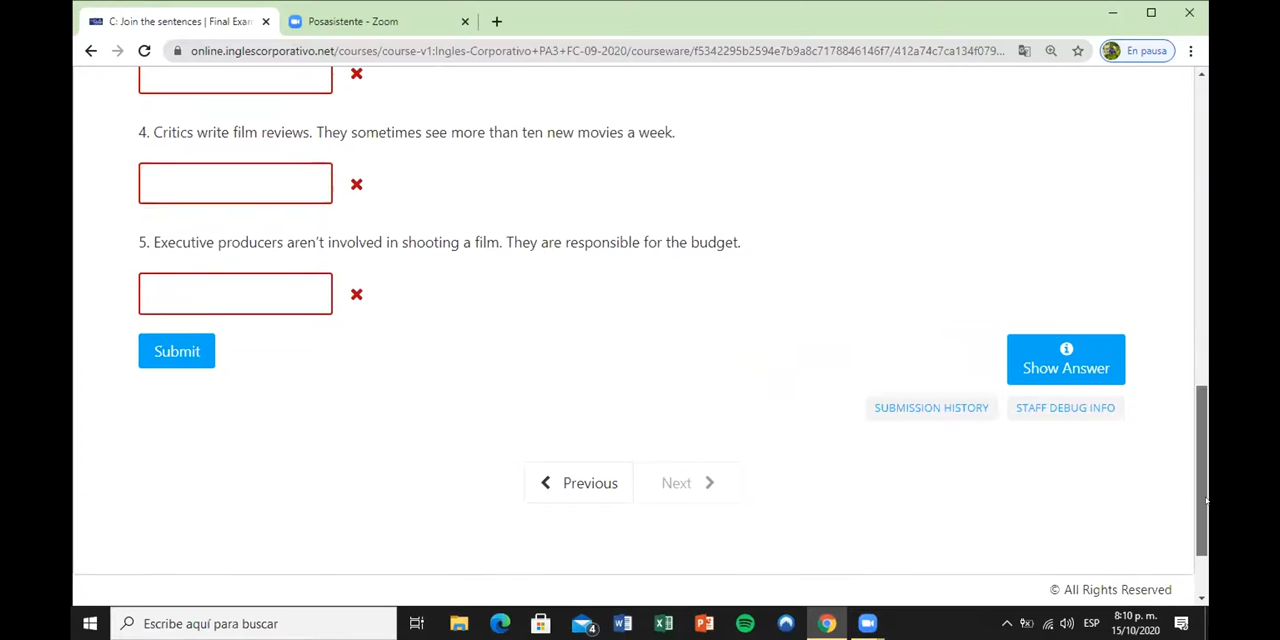 C: Join the sentences | Final Exam
Posasistente - Zoom
online.inglescorporativo.net/courses/course-v1:Ingles-Corporativo+PA3+FC-09-2020/courseware/f5342295b2594e7b9a8c7178846146f7/412a74c7ca134f079...
En pausa
4. Critics write film reviews. They sometimes see more than ten new movies a week.
5. Executive producers aren't involved in shooting a film. They are responsible for the budget.
Submit
Show Answer
SUBMISSION HISTORY
STAFF DEBUG INFO
Previous
Next
© All Rights Reserved
Escribe aquí para buscar
4
ESP
8:10 p. m.
15/10/2020